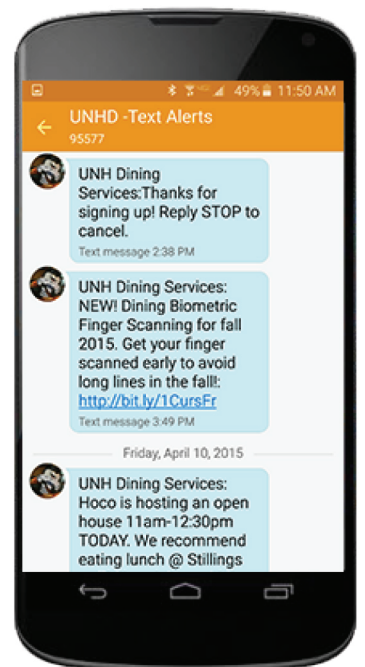 49% 11:50 AM
UNHD -Text Alerts
95577
UNH Dining
Services:Thanks for
signing up! Reply STOP to
cancel.
Text message 2:38 PM
UNH Dining Services:
NEW! Dining Biometric
Finger Scanning for fall
2015. Get your finger
scanned early to avoid
long lines in the fall!:
http://bit.ly/1CursFr
Text message 3:49 PM
Friday, April 10, 2015
UNH Dining Services:
Hoco is hosting an open
house 11am-12:30pm
TODAY. We recommend
eating lunch @ Stillings